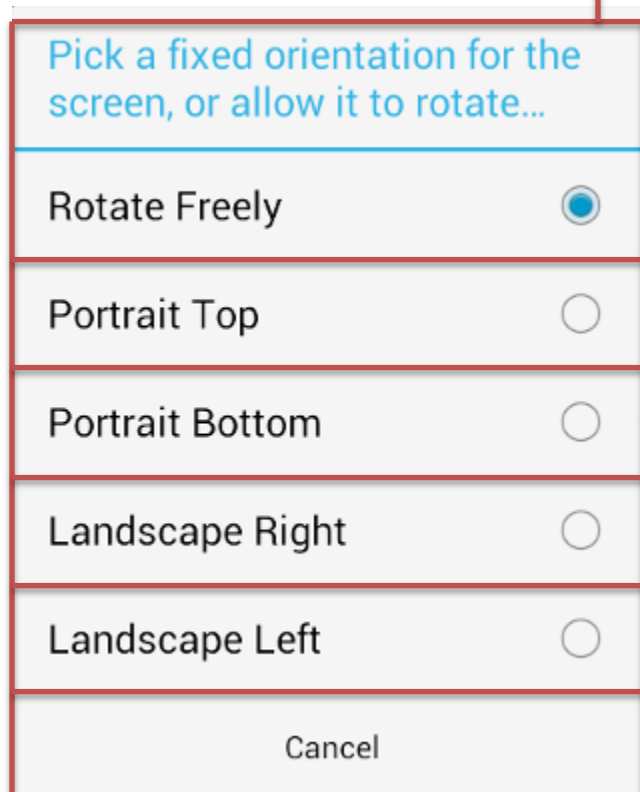 Pick a fixed orientation for the
screen, or allow it to rotate...
Rotate Freely
Portrait Top
Portrait Bottom
Landscape Right
Landscape Left
Cancel